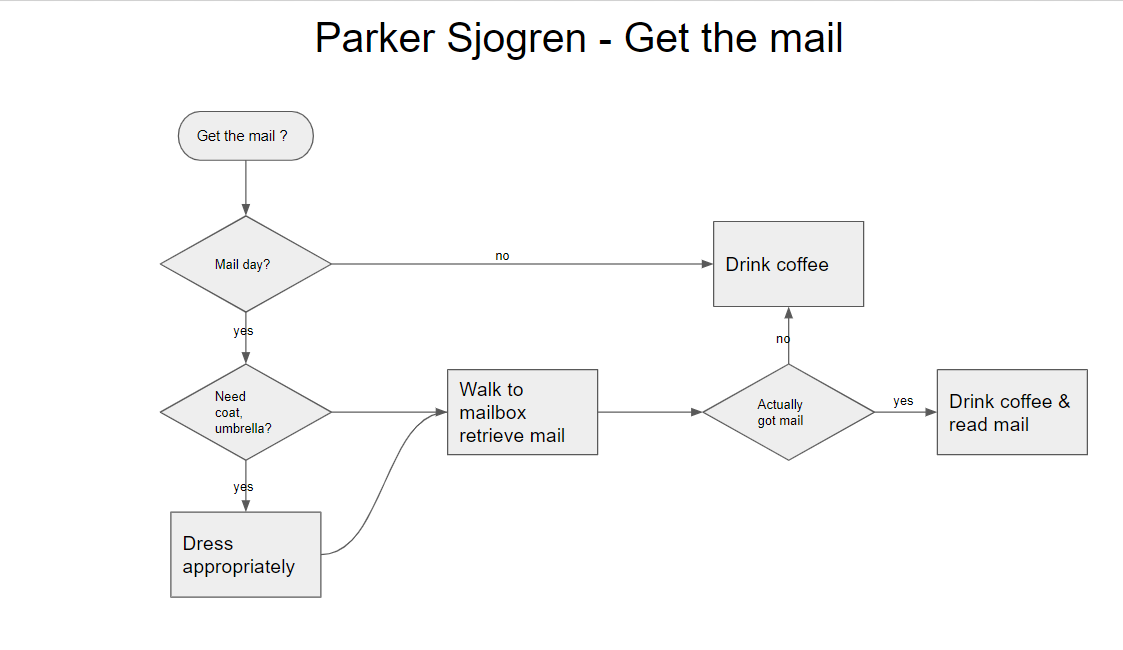 Parker Sjogren - Get the mail
Get the mail ?
Mail day?
no
Drink coffee
yes
no
Need
coat,
umbrella?
Walk to
mailbox
retrieve mail
Actually
got mail
yes
Drink coffee &
read mail
yes
Dress
appropriately